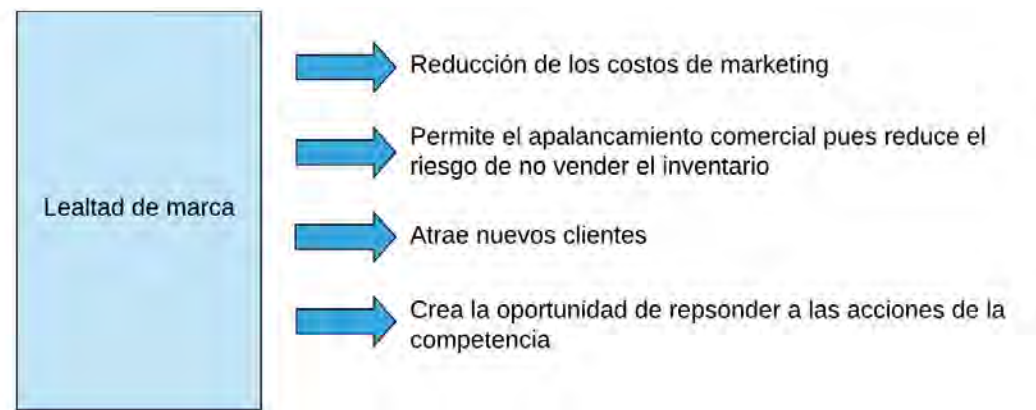 Lealtad de marca
Reducción de los costos de marketing
Permite el apalancamiento comercial pues reduce el
riesgo de no vender el inventario
Atrae nuevos clientes
Crea la oportunidad de repsonder a las acciones de la
competencia